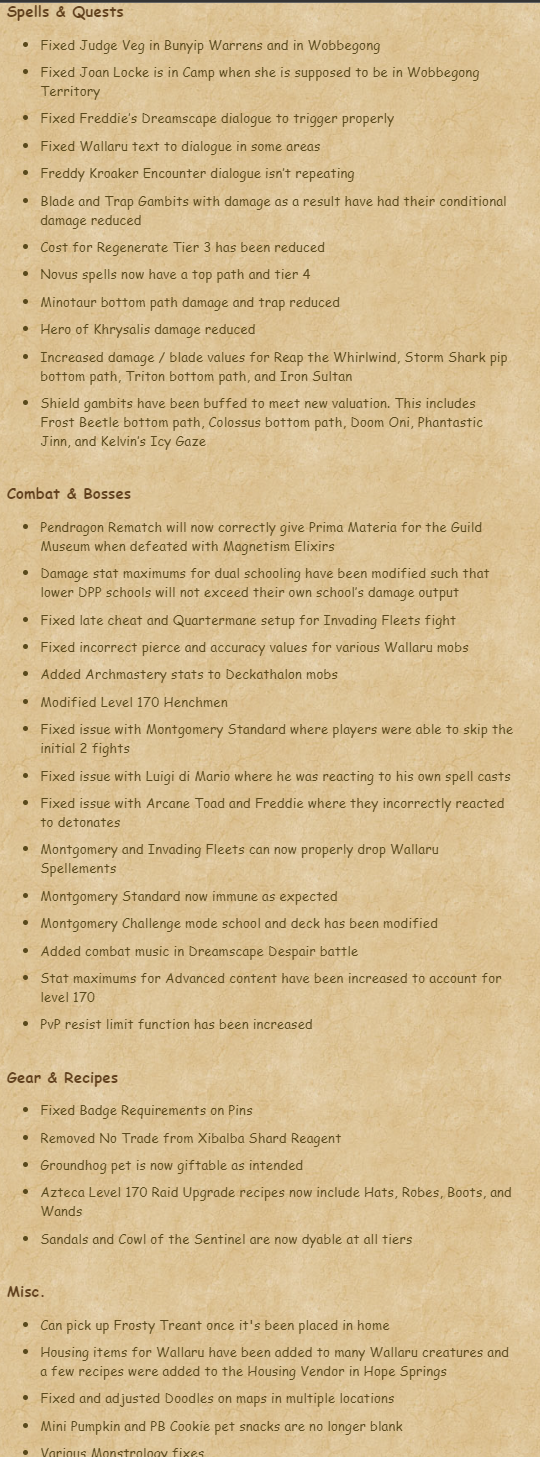 Spells & Quests
• Fixed Judge Veg in Bunyip Warrens and in Wobbegong
• Fixed Joan Locke is in Camp when she is supposed to be in Wobbegong
Territory
• Fixed Freddie's Dreamscape dialogue to trigger properly
• Fixed Wallaru text to dialogue in some areas
• Freddy Kroaker Encounter dialogue isn't repeating
• Blade and Trap Gambits with damage as a result have had their conditional
damage reduced
• Cost for Regenerate Tier 3 has been reduced
• Novus spells now have a top path and tier 4
• Minotaur bottom path damage and trap reduced
• Hero of Khrysalis damage reduced
• Increased damage / blade values for Reap the Whirlwind, Storm Shark pip
bottom path, Triton bottom path, and Iron Sultan
• Shield gambits have been buffed to meet new valuation. This includes
Frost Beetle bottom path, Colossus bottom path, Doom Oni, Phantastic
Jinn, and Kelvin's Icy Gaze
Combat & Bosses
• Pendragon Rematch will now correctly give Prima Materia for the Guild
Museum when defeated with Magnetism Elixirs
• Damage stat maximums for dual schooling have been modified such that
lower DPP schools will not exceed their own school's damage output
• Fixed late cheat and Quartermane setup for Invading Fleets fight
• Fixed incorrect pierce and accuracy values for various Wallaru mobs
• Added Archmastery stats to Deckathalon mobs
• Modified Level 170 Henchmen
• Fixed issue with Montgomery Standard where players were able to skip the
initial 2 fights
• Fixed issue with Luigi di Mario where he was reacting to his own spell casts
• Fixed issue with Arcane Toad and Freddie where they incorrectly reacted
to detonates
• Montgomery and Invading Fleets can now properly drop Wallaru
Spellements
• Montgomery Standard now immune as expected
• Montgomery Challenge mode school and deck has been modified
• Added combat music in Dreamscape Despair battle
• Stat maximums for Advanced content have been increased to account for
level 170
• PvP resist limit function has been increased
Gear & Recipes
• Fixed Badge Requirements on Pins
• Removed No Trade from Xibalba Shard Reagent
• Groundhog pet is now giftable as intended
• Azteca Level 170 Raid Upgrade recipes now include Hats, Robes, Boots, and
Wands
• Sandals and Cowl of the Sentinel are now dyable at all tiers
Misc.
• Can pick up Frosty Treant once it's been placed in home
• Housing items for Wallaru have been added to many Wallaru creatures and
a few recipes were added to the Housing Vendor in Hope Springs
• Fixed and adjusted Doodles on maps in multiple locations
• Mini Pumpkin and PB Cookie pet snacks are no longer blank
• Various Monstrology fixes